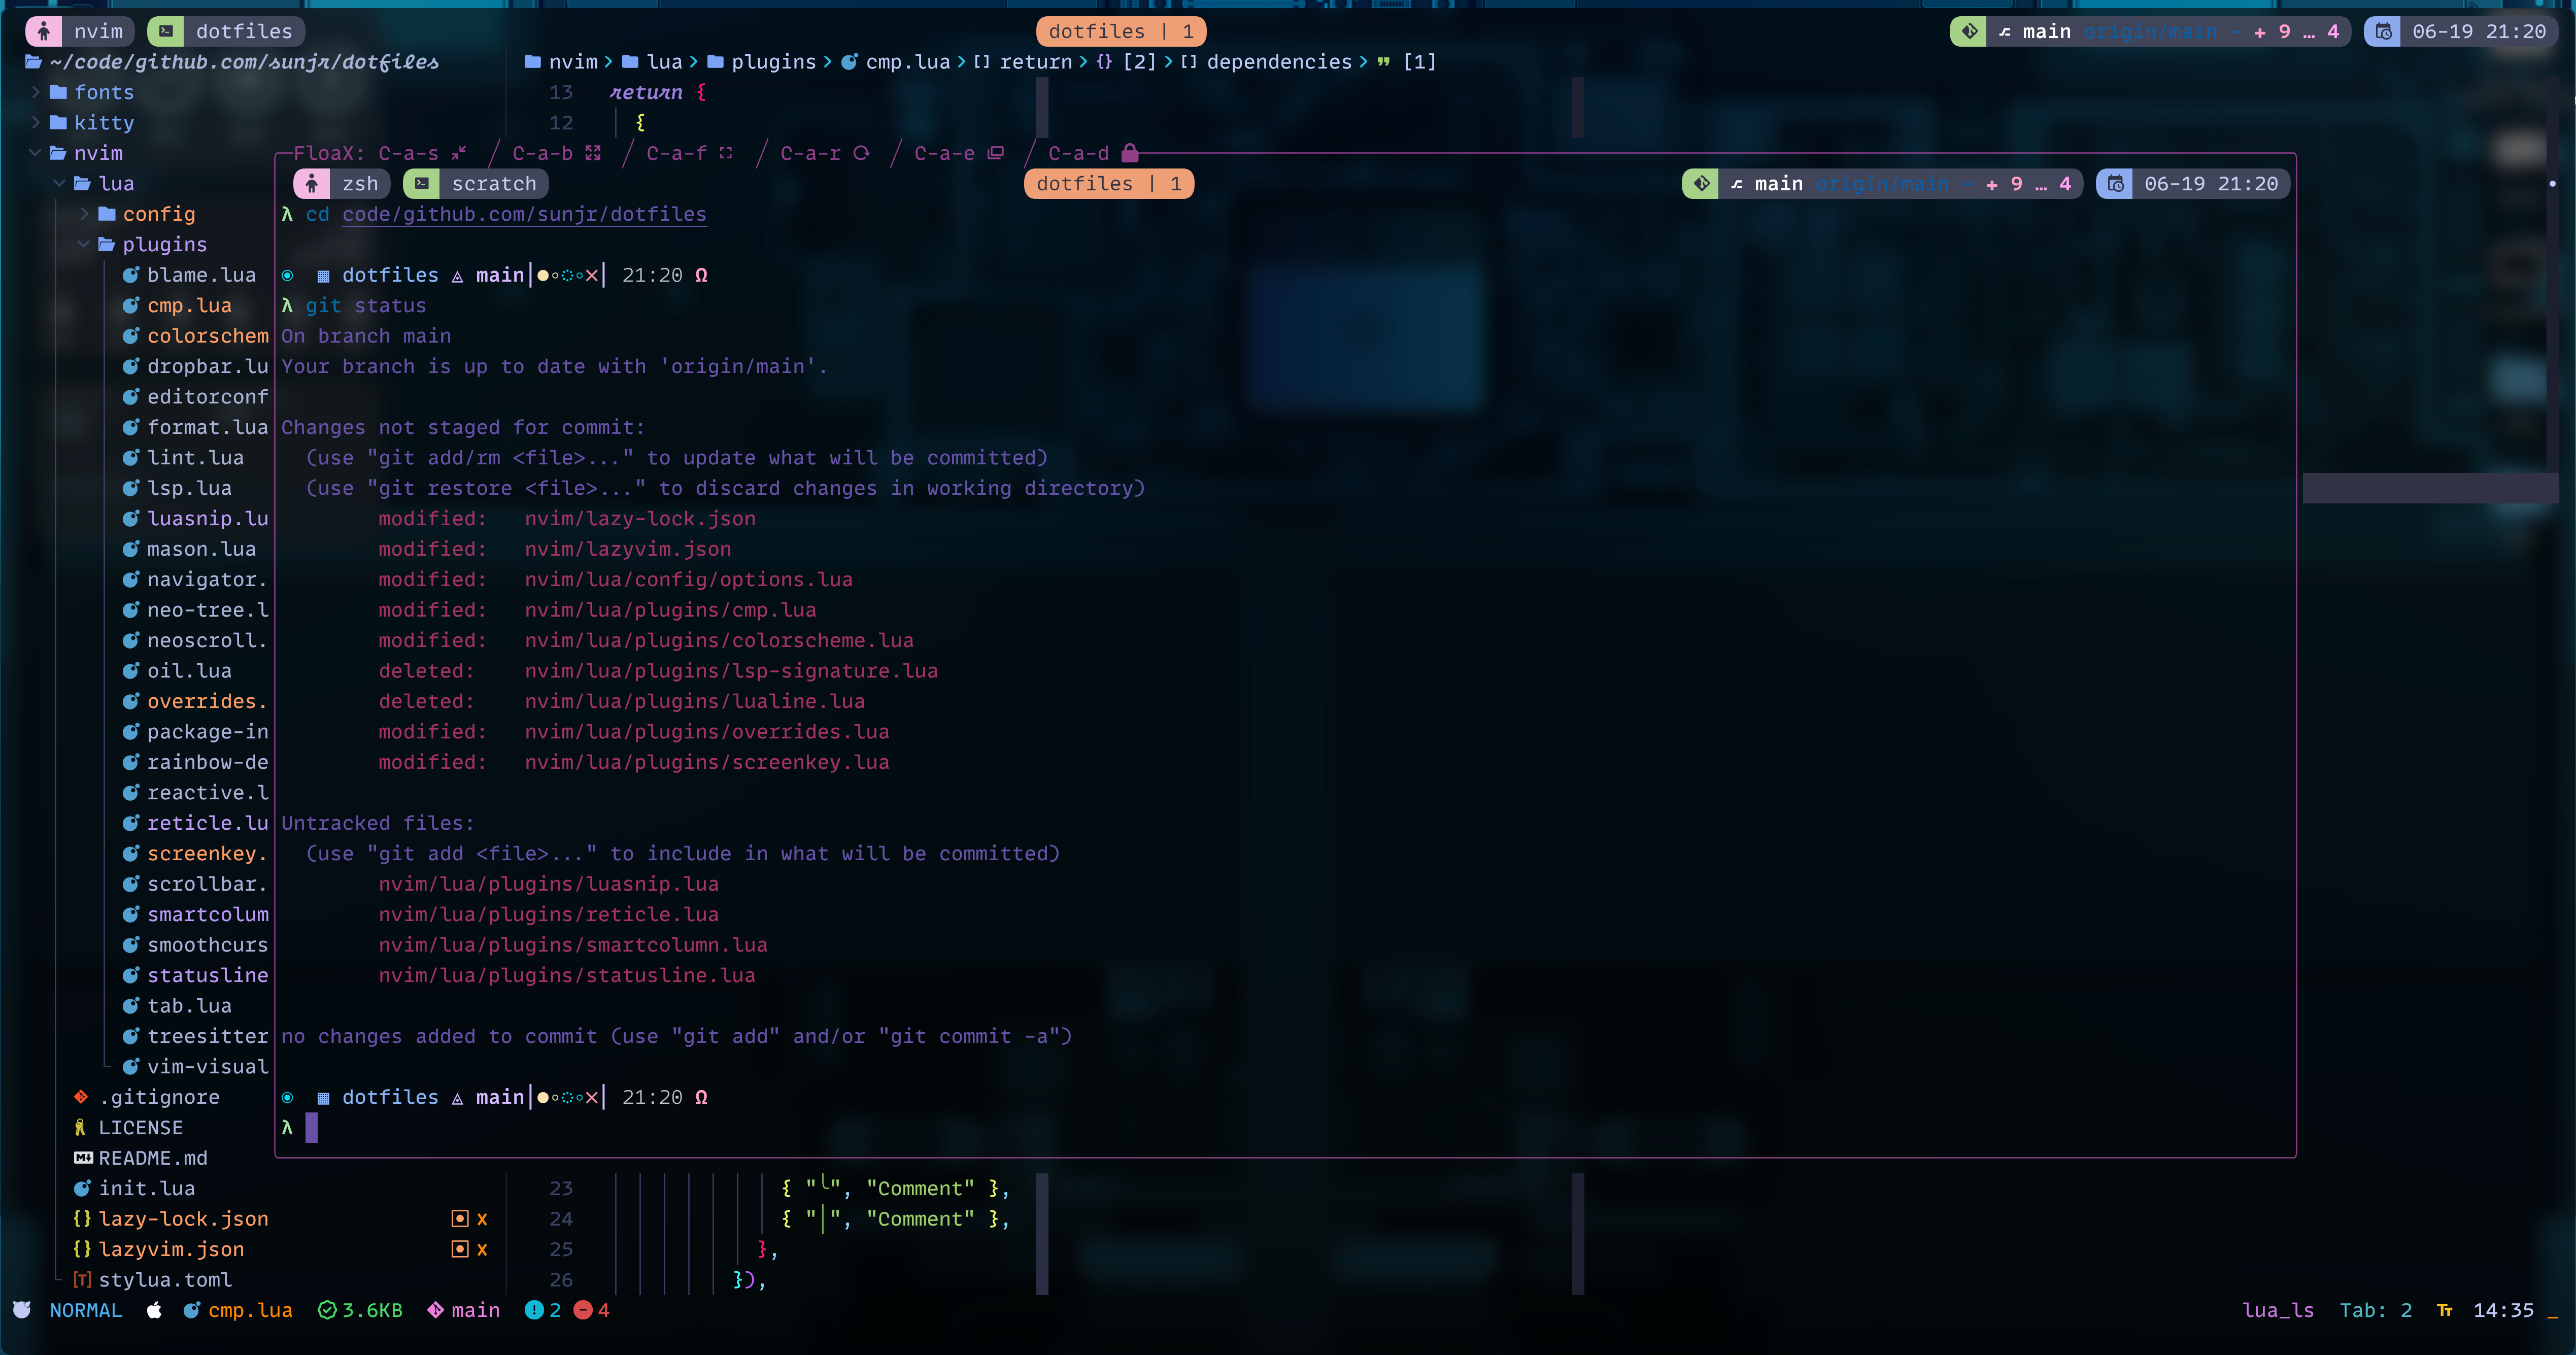 nvim dotfiles dotfiles | 1 main origin/main - + 9 … 4 06-19 21:20
~/code/github.com/sunjr/dotfiles nvim > lua > plugins > cmp.lua > [] return > {} [2] > [] dependencies > [1]
> fonts
> kitty
nvim
lua
> config
plugins
blame.lua
cmp.lua
colorschem
dropbar.lu
editorconf
format.lua
lint.lua
lsp.lua
luasnip.lu
mason.lua
navigator.
neo-tree.l
neoscroll.
oil.lua
overrides.
package-in
rainbow-de
reactive.l
reticle.lu
screenkey.
scrollbar.
smartcolum
smoothcurs
statusline
tab.lua
treesitter
vim-visual
.gitignore
LICENSE
README.md
init.lua
{} lazy-lock.json x
{} lazyvim.json x
[T] stylua.toml
13 return {
12 {
FloaX: C-a-s / C-a-b / C-a-f / C-a-r / C-a-e / C-a-d
zsh scratch dotfiles | 1 main origin/main - + 9 … 4 06-19 21:20
λ cd code/github.com/sunjr/dotfiles
dotfiles main 21:20 Ω
λ git status
On branch main
Your branch is up to date with 'origin/main'.
Changes not staged for commit:
(use "git add/rm <file>..." to update what will be committed)
(use "git restore <file>..." to discard changes in working directory)
modified: nvim/lazy-lock.json
modified: nvim/lazyvim.json
modified: nvim/lua/config/options.lua
modified: nvim/lua/plugins/cmp.lua
modified: nvim/lua/plugins/colorscheme.lua
deleted: nvim/lua/plugins/lsp-signature.lua
deleted: nvim/lua/plugins/lualine.lua
modified: nvim/lua/plugins/overrides.lua
modified: nvim/lua/plugins/screenkey.lua
Untracked files:
(use "git add <file>..." to include in what will be committed)
nvim/lua/plugins/luasnip.lua
nvim/lua/plugins/reticle.lua
nvim/lua/plugins/smartcolumn.lua
nvim/lua/plugins/statusline.lua
no changes added to commit (use "git add" and/or "git commit -a")
dotfiles main 21:20 Ω
λ
23 { "╰", "Comment" },
24 { "│", "Comment" },
25 },
26 }),
NORMAL cmp.lua 3.6KB main 2 4 lua_ls Tab: 2 Tт 14:35 _